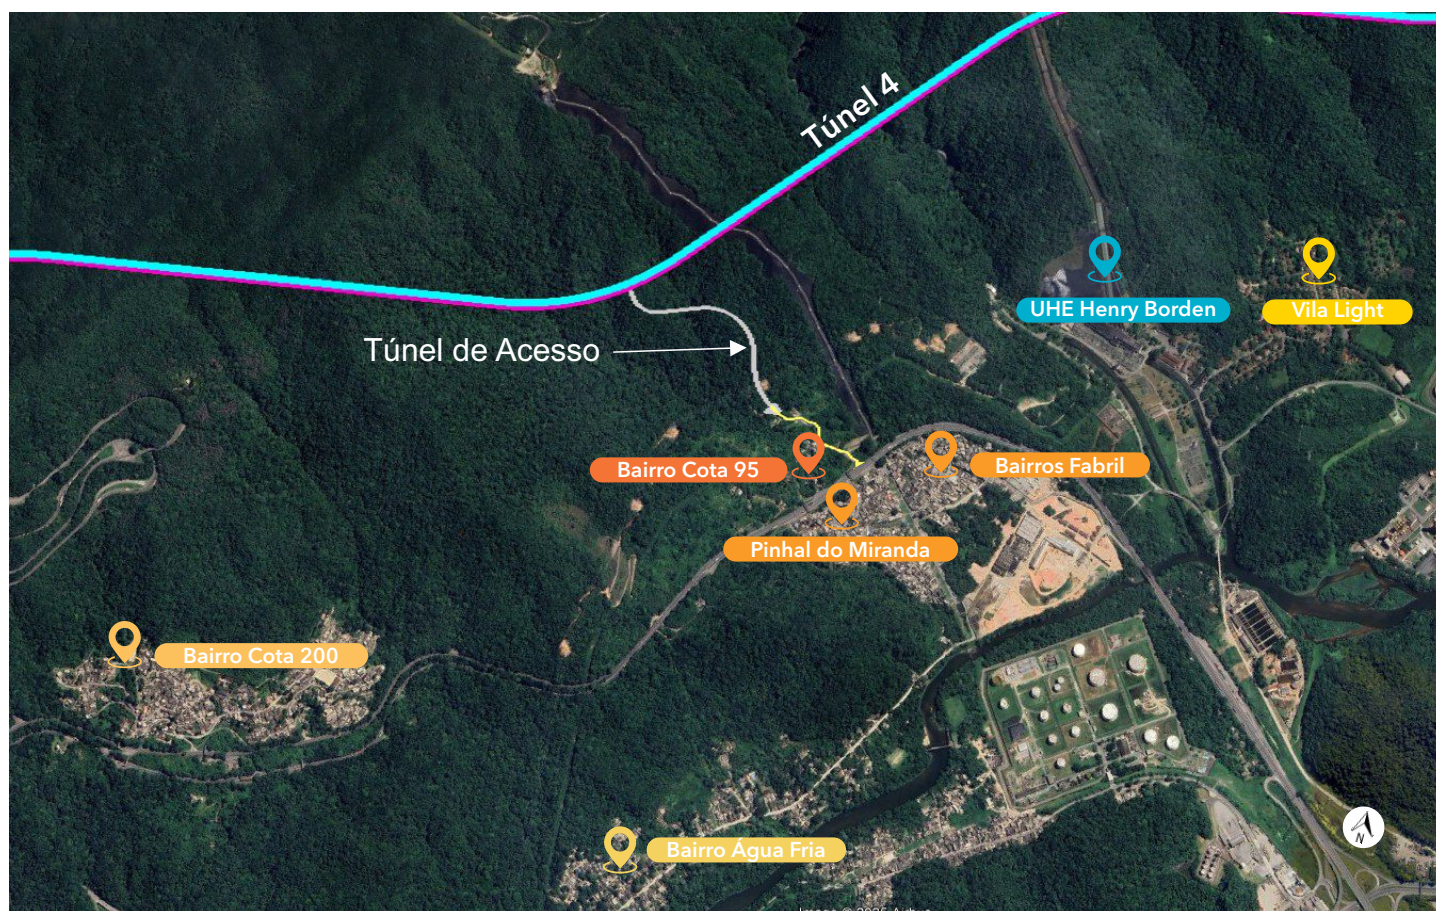 Túnel 4
UHE Henry Borden
Vila Light
Túnel de Acesso
Bairro Cota 95
Bairros Fabril
Pinhal do Miranda
Bairro Cota 200
N
Bairro Água Fria